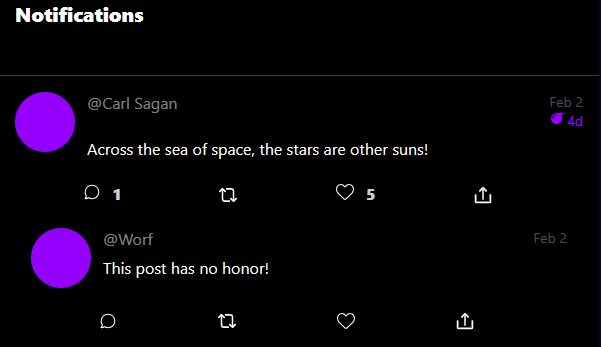 Notifications
@Carl Sagan
Feb 2
4d
Across the sea of space, the stars are other suns!
1
5
@Worf
Feb 2
This post has no honor!